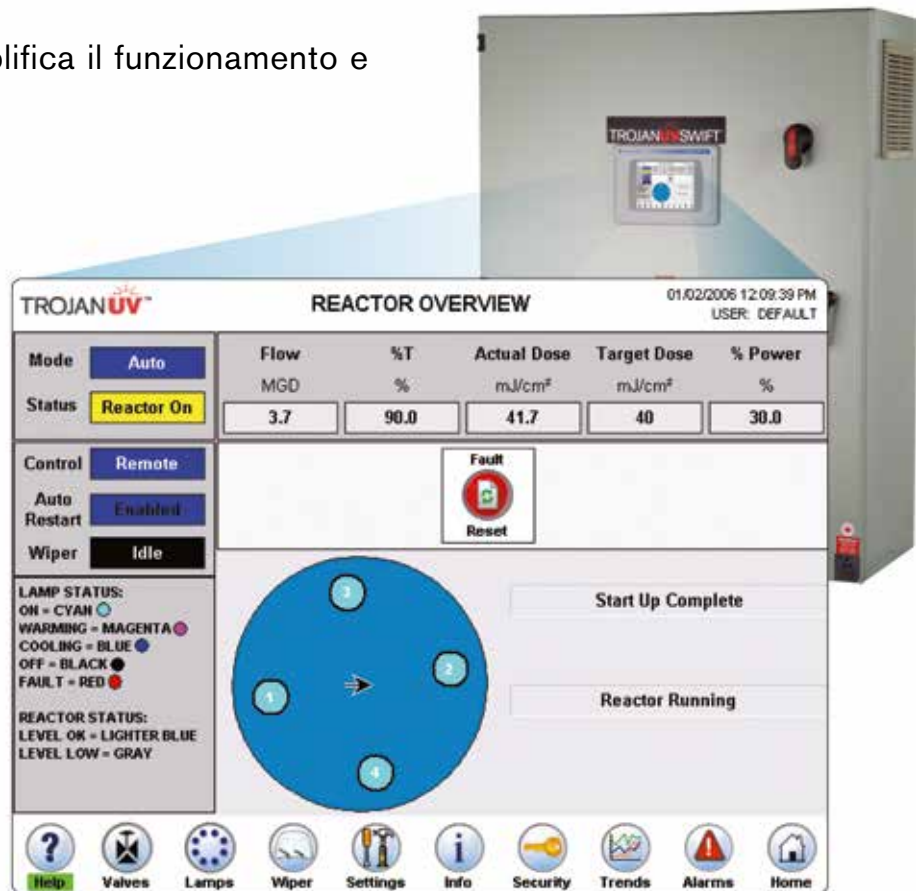 olifica il funzionamento e
TROJANUVSWIFT
TROJANUV™
REACTOR OVERVIEW
01/02/2006 12:09:39 PM
USER: DEFAULT
Mode Auto
Status Reactor On
Flow %T Actual Dose Target Dose % Power
MGD % mJ/cm² mJ/cm² %
3.7 90.0 41.7 40 30.0
Control Remote
Auto Restart Enabled
Wiper Idle
Fault
Reset
LAMP STATUS:
ON = CYAN
WARMING = MAGENTA
COOLING = BLUE
OFF = BLACK
FAULT = RED
REACTOR STATUS:
LEVEL OK = LIGHTER BLUE
LEVEL LOW = GRAY
3
2
1
4
Start Up Complete
Reactor Running
? i
Help Valves Lamps Wiper Settings Info Security Trends Alarms Home